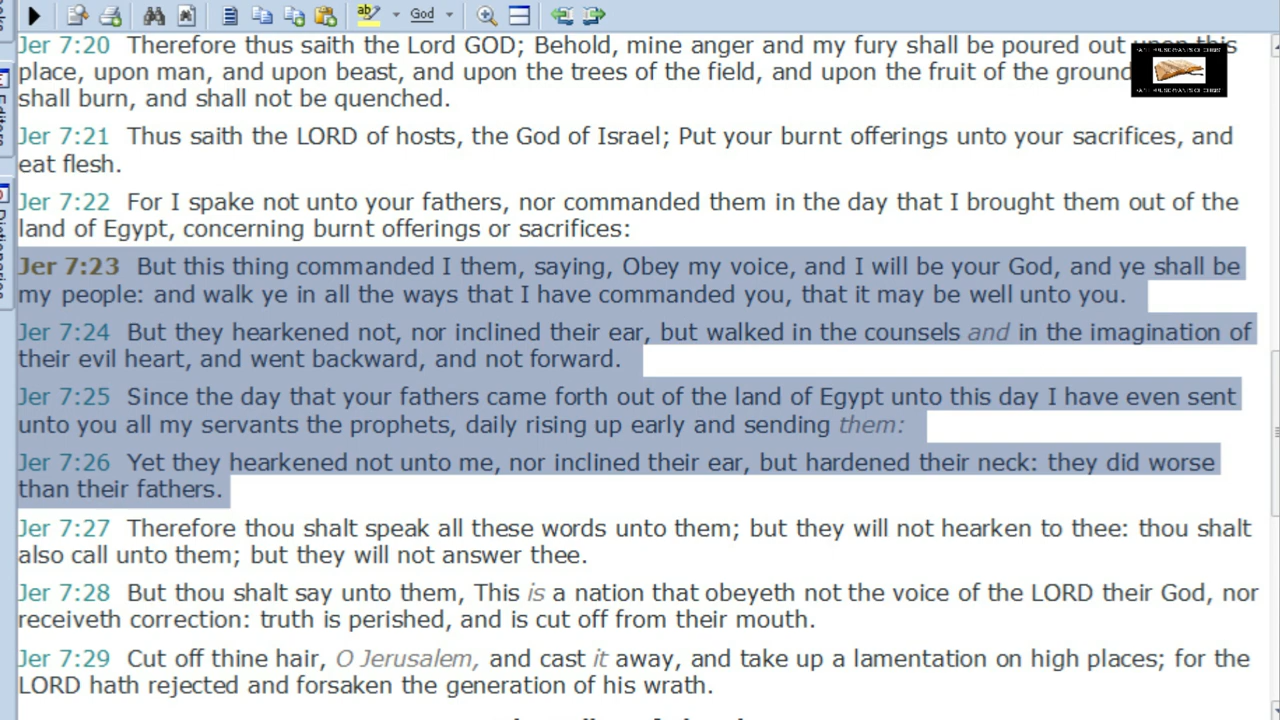 God
Jer 7:20 Therefore thus saith the Lord GOD; Behold, mine anger and my fury shall be poured out upon this
place, upon man, and upon beast, and upon the trees of the field, and upon the fruit of the ground
shall burn, and shall not be quenched.
Jer 7:21 Thus saith the LORD of hosts, the God of Israel; Put your burnt offerings unto your sacrifices, and
eat flesh.
Jer 7:22 For I spake not unto your fathers, nor commanded them in the day that I brought them out of the
land of Egypt, concerning burnt offerings or sacrifices:
Jer 7:23 But this thing commanded I them, saying, Obey my voice, and I will be your God, and ye shall be
my people: and walk ye in all the ways that I have commanded you, that it may be well unto you.
Jer 7:24 But they hearkened not, nor inclined their ear, but walked in the counsels and in the imagination of
their evil heart, and went backward, and not forward.
Jer 7:25 Since the day that your fathers came forth out of the land of Egypt unto this day I have even sent
unto you all my servants the prophets, daily rising up early and sending them:
Jer 7:26 Yet they hearkened not unto me, nor inclined their ear, but hardened their neck: they did worse
than their fathers.
Jer 7:27 Therefore thou shalt speak all these words unto them; but they will not hearken to thee: thou shalt
also call unto them; but they will not answer thee.
Jer 7:28 But thou shalt say unto them, This is a nation that obeyeth not the voice of the LORD their God, nor
receiveth correction: truth is perished, and is cut off from their mouth.
Jer 7:29 Cut off thine hair, O Jerusalem, and cast it away, and take up a lamentation on high places; for the
LORD hath rejected and forsaken the generation of his wrath.